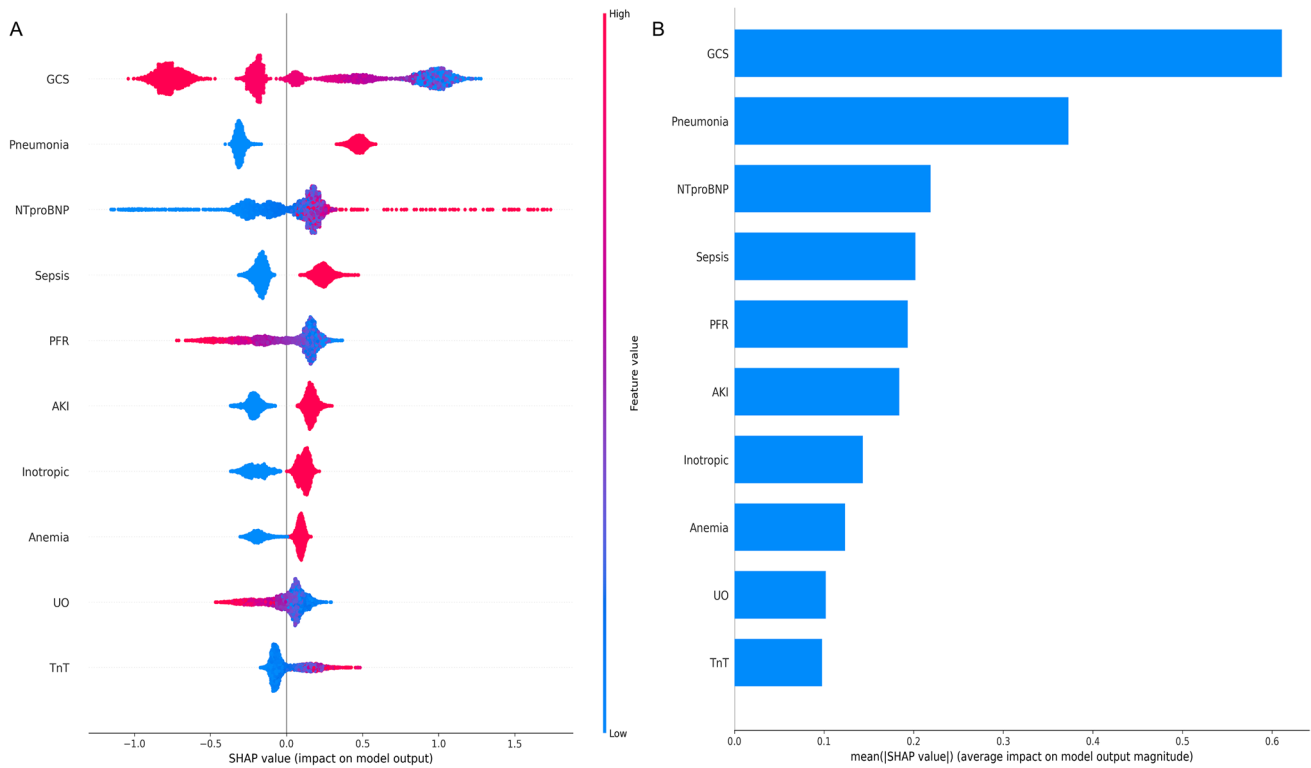 A
High
GCS
Pneumonia
NTproBNP
Sepsis
PFR
AKI
Inotropic
Anemia
UO
TnT
Feature value
Low
−1.0 −0.5 0.0 0.5 1.0 1.5
SHAP value (impact on model output)
B
GCS
Pneumonia
NTproBNP
Sepsis
PFR
AKI
Inotropic
Anemia
UO
TnT
0.0 0.1 0.2 0.3 0.4 0.5 0.6
mean(|SHAP value|) (average impact on model output magnitude)